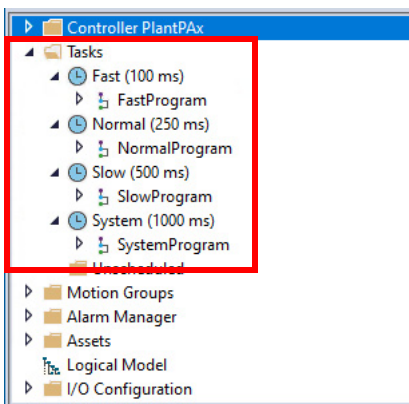 Controller PlantPAx
Tasks
Fast (100 ms)
FastProgram
Normal (250 ms)
NormalProgram
Slow (500 ms)
SlowProgram
System (1000 ms)
SystemProgram
Unscheduled
Motion Groups
Alarm Manager
Assets
Logical Model
I/O Configuration